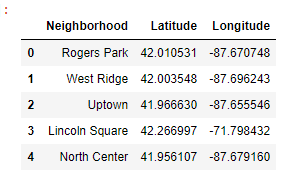 :
Neighborhood Latitude Longitude
0 Rogers Park 42.010531 -87.670748
1 West Ridge 42.003548 -87.696243
2 Uptown 41.966630 -87.655546
3 Lincoln Square 42.266997 -71.798432
4 North Center 41.956107 -87.679160